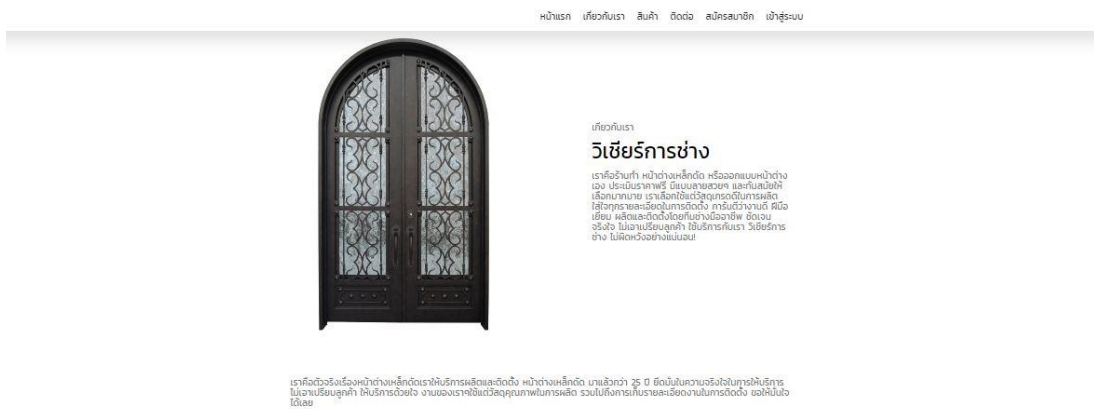 หน้าแรก เกี่ยวกับเรา สินค้า ติดต่อ สมัครสมาชิก เข้าสู่ระบบ
เกี่ยวกับเรา
วิเชียร์การช่าง
เราคือร้านทำ หน้าต่างเหล็กดัด หรือออกแบบหน้าต่าง
เอง ประเมินราคาฟรี มีแบบลายสวยๆ และทันสมัยให้
เลือกมากมาย เราเลือกใช้แต่วัสดุเกรดดีในการผลิต
ใส่ใจทุกรายละเอียดในการติดตั้ง การันตีว่างานดี ฝีมือ
เยี่ยม ผลิตและติดตั้งโดยทีมช่างมืออาชีพ ชัดเจน
จริงใจ ไม่เอาเปรียบลูกค้า ใช้บริการกับเรา วิเชียร์การ
ช่าง ไม่ผิดหวังอย่างแน่นอน!
เราคือตัวจริงเรื่องหน้าต่างเหล็กดัดเราให้บริการผลิตและติดตั้ง หน้าต่างเหล็กดัด มาแล้วกว่า 25 ปี ยึดมั่นในความจริงใจในการให้บริการ
ไม่เอาเปรียบลูกค้า ให้บริการด้วยใจ งานของเราๆใช้แต่วัสดุคุณภาพในการผลิต รวมไปถึงการเก็บรายละเอียดงานในการติดตั้ง ขอให้มั่นใจ
ได้เลย